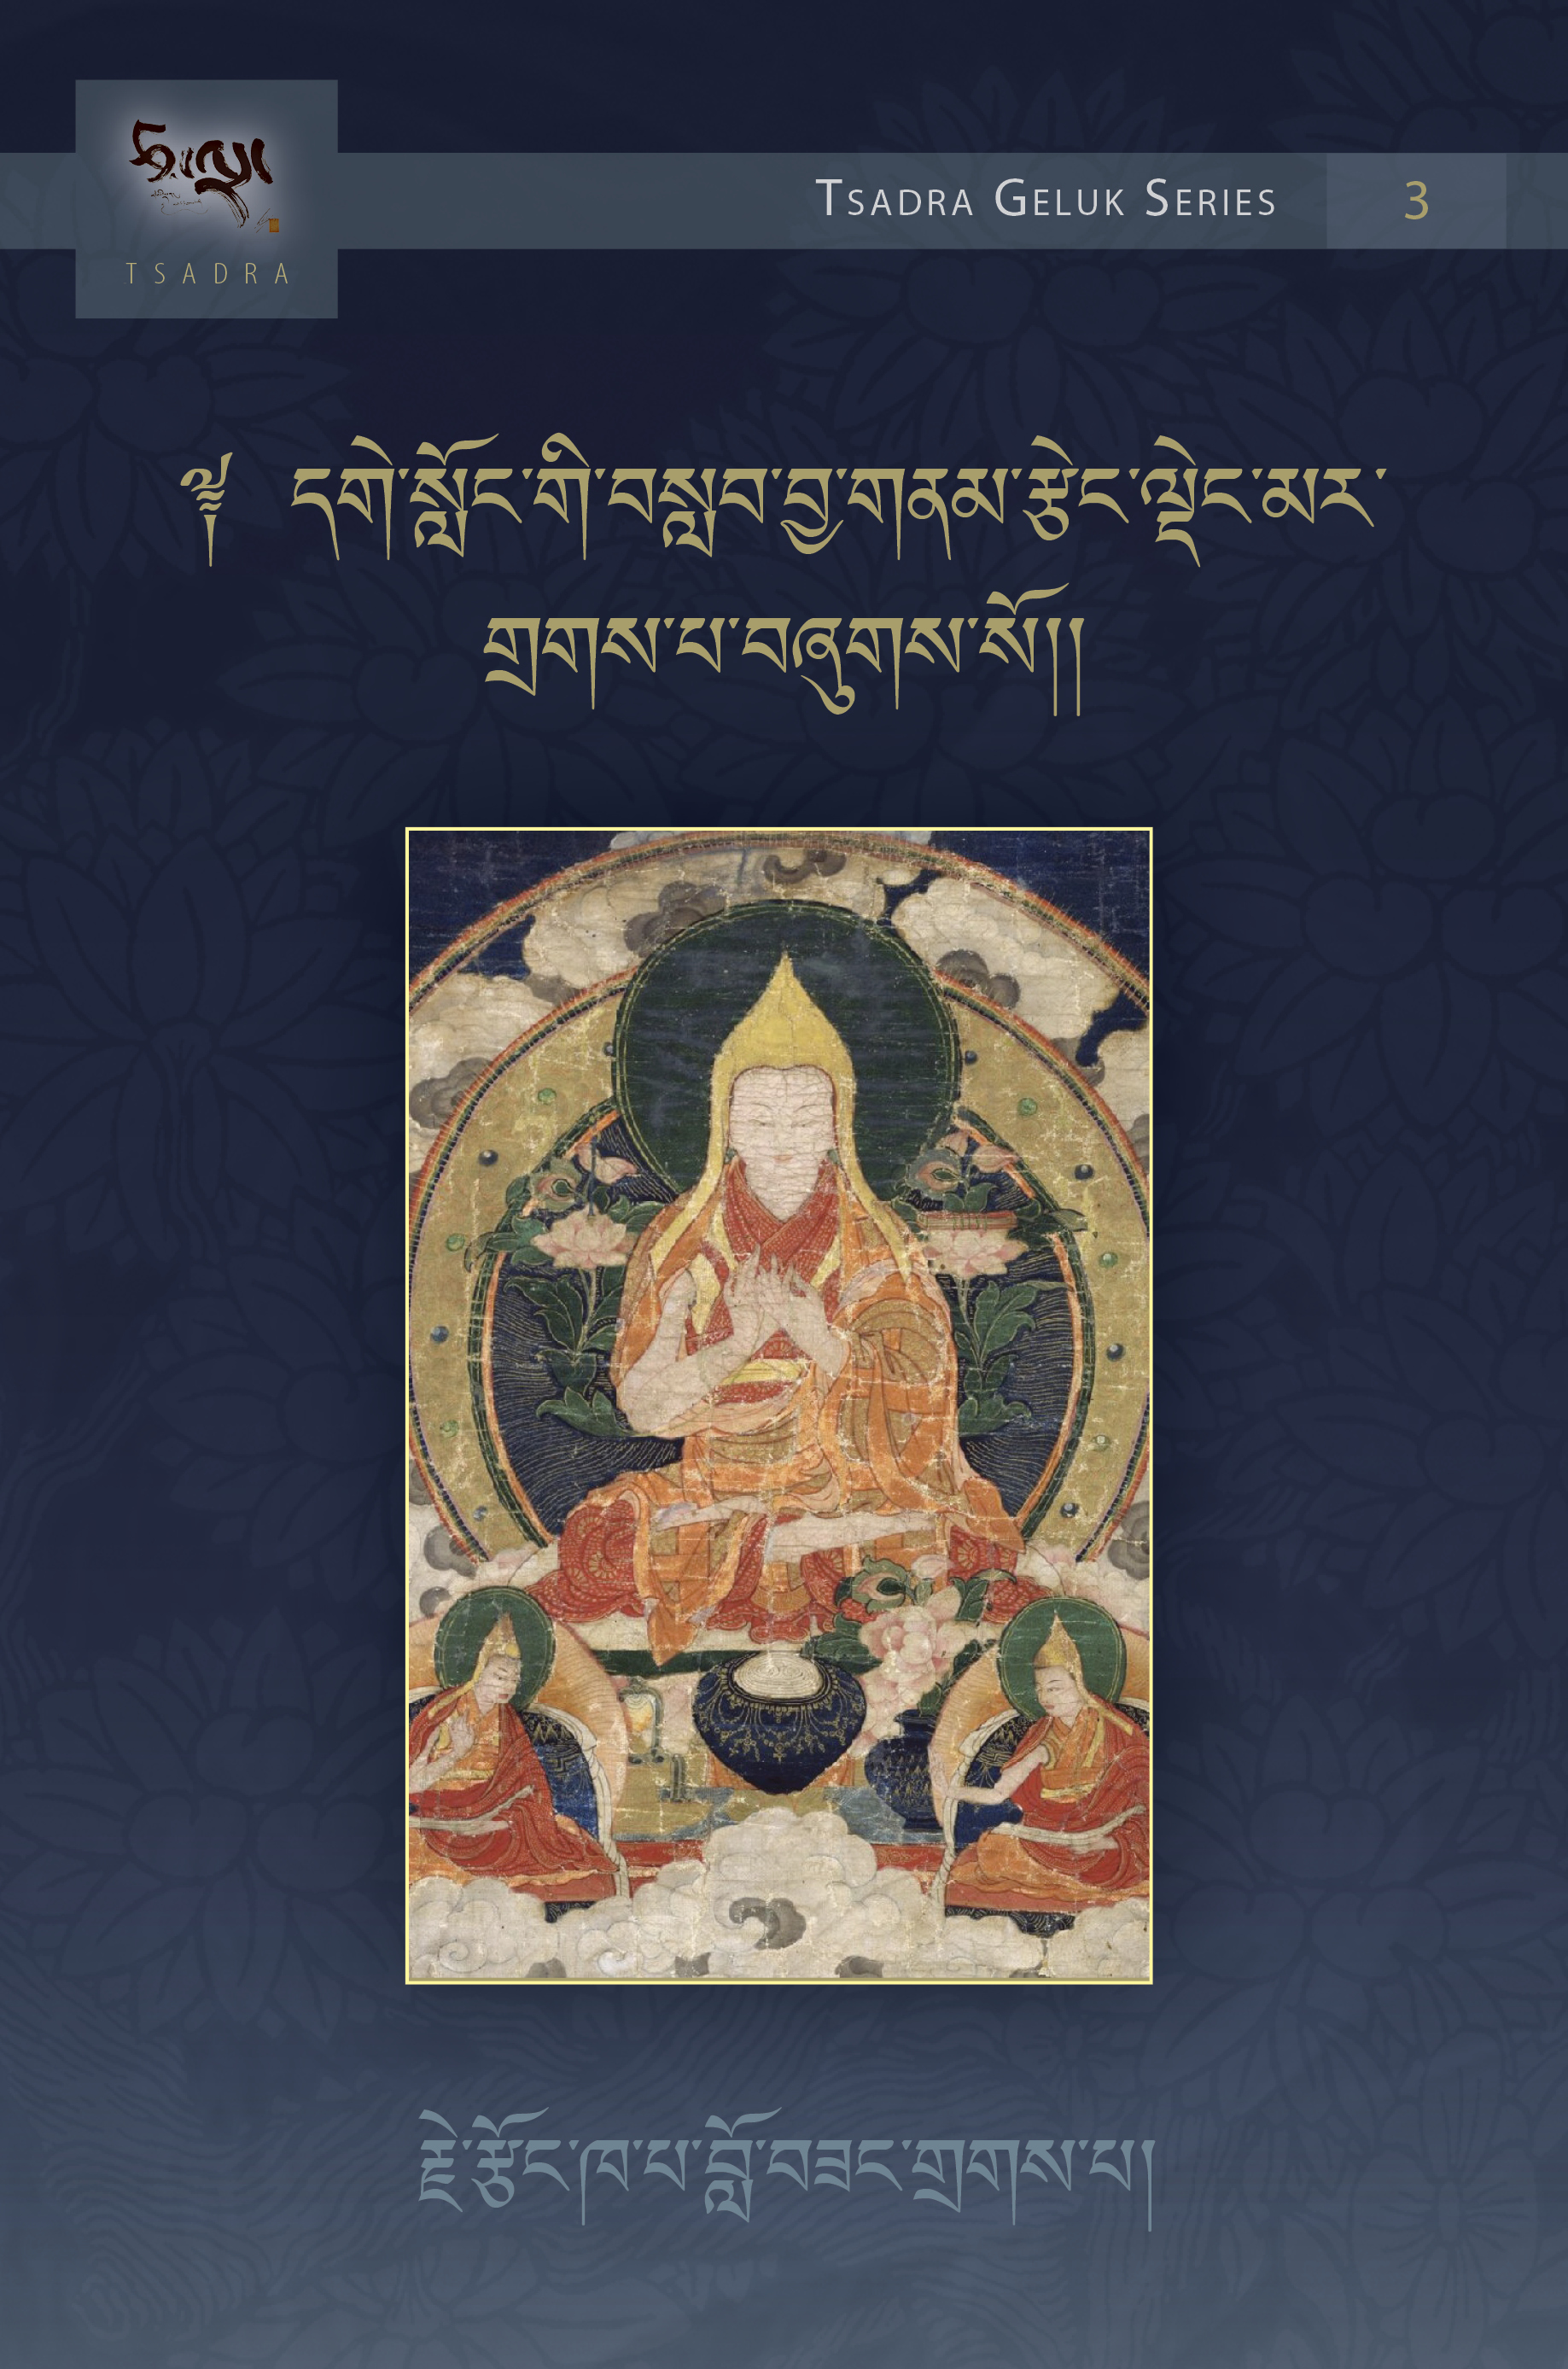 TSADRA
Tsadra Geluk Series 3
༄ དགེ་སློང་གི་བསླབ་བྱ་གནམ་རྩེང་ལྡེང་མར་
གྲགས་པ་བཞུགས་སོ།།
རྗེ་ཙོང་ཁ་པ་བློ་བཟང་གྲགས་པ།